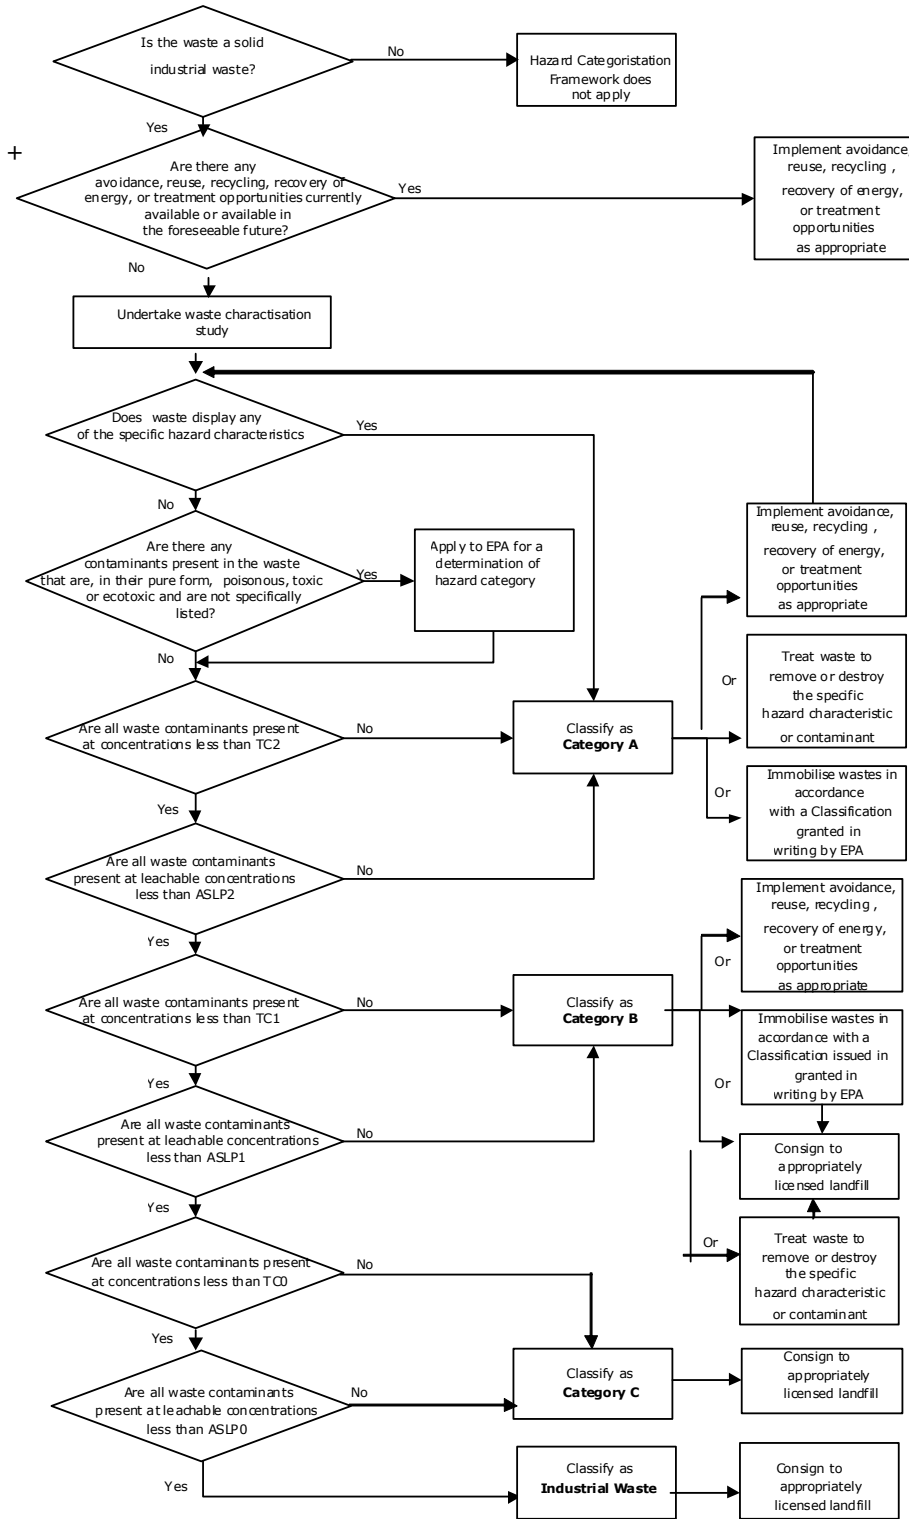 Is the waste a solid
industrial waste?
No
Hazard Categoristation
Framework does
not apply
Yes
+
Are there any
avoidance, reuse, recycling, recovery of
energy, or treatment opportunities currently
available or available in
the foreseeable future?
Yes
Implement avoidance,
reuse, recycling ,
recovery of energy,
or treatment
opportunities
as appropriate
No
Undertake waste charactisation
study
Does waste display any
of the specific hazard characteristics
Yes
No
Are there any
contaminants present in the waste
that are, in their pure form, poisonous, toxic
or ecotoxic and are not specifically
listed?
Yes
Apply to EPA for a
determination of
hazard category
Implement avoidance,
reuse, recycling ,
recovery of energy,
or treatment
opportunities
as appropriate
No
Are all waste contaminants present
at concentrations less than TC2
No
Classify as
Category A
Or
Treat waste to
remove or destroy
the specific
hazard characteristic
or contaminant
Or
Immobilise wastes in
accordance
with a Classification
granted in
writing by EPA
Yes
Are all waste contaminants
present at leachable concentrations
less than ASLP2
No
Yes
Are all waste contaminants present
at concentrations less than TC1
No
Classify as
Category B
Implement avoidance,
reuse, recycling ,
recovery of energy,
or treatment
opportunities
as appropriate
Or
Immobilise wastes in
accordance with a
Classification issued in
granted in
writing by EPA
Or
Yes
Are all waste contaminants
present at leachable concentrations
less than ASLP1
No
Consign to
appropriately
licensed landfill
Yes
Or
Treat waste to
remove or destroy
the specific
hazard characteristic
or contaminant
Are all waste contaminants present
at concentrations less than TC0
No
Yes
Are all waste contaminants
present at leachable concentrations
less than ASLP0
No
Classify as
Category C
Consign to
appropriately
licensed landfill
Yes
Classify as
Industrial Waste
Consign to
appropriately
licensed landfill